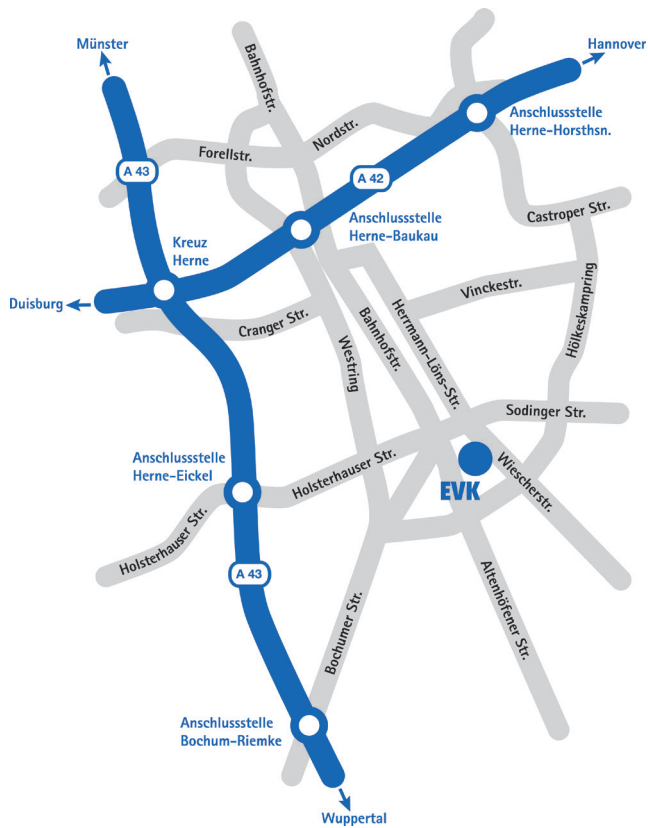 Münster
Hannover
Bahnhofstr.
Anschlussstelle
Herne-Horsthsn.
Nordstr.
Forellstr.
A 43
A 42
Castroper Str.
Anschlussstelle
Herne-Baukau
Kreuz
Herne
Duisburg
Vinckestr.
Hölkeskampring
Cranger Str.
Bahnhofstr.
Herrmann-Löns-Str.
Westring
Sodinger Str.
Anschlussstelle
Herne-Eickel
Holsterhauser Str.
Wiescherstr.
EVK
Holsterhauser Str.
A 43
Altenhöfener Str.
Bochumer Str.
Anschlussstelle
Bochum-Riemke
Wuppertal